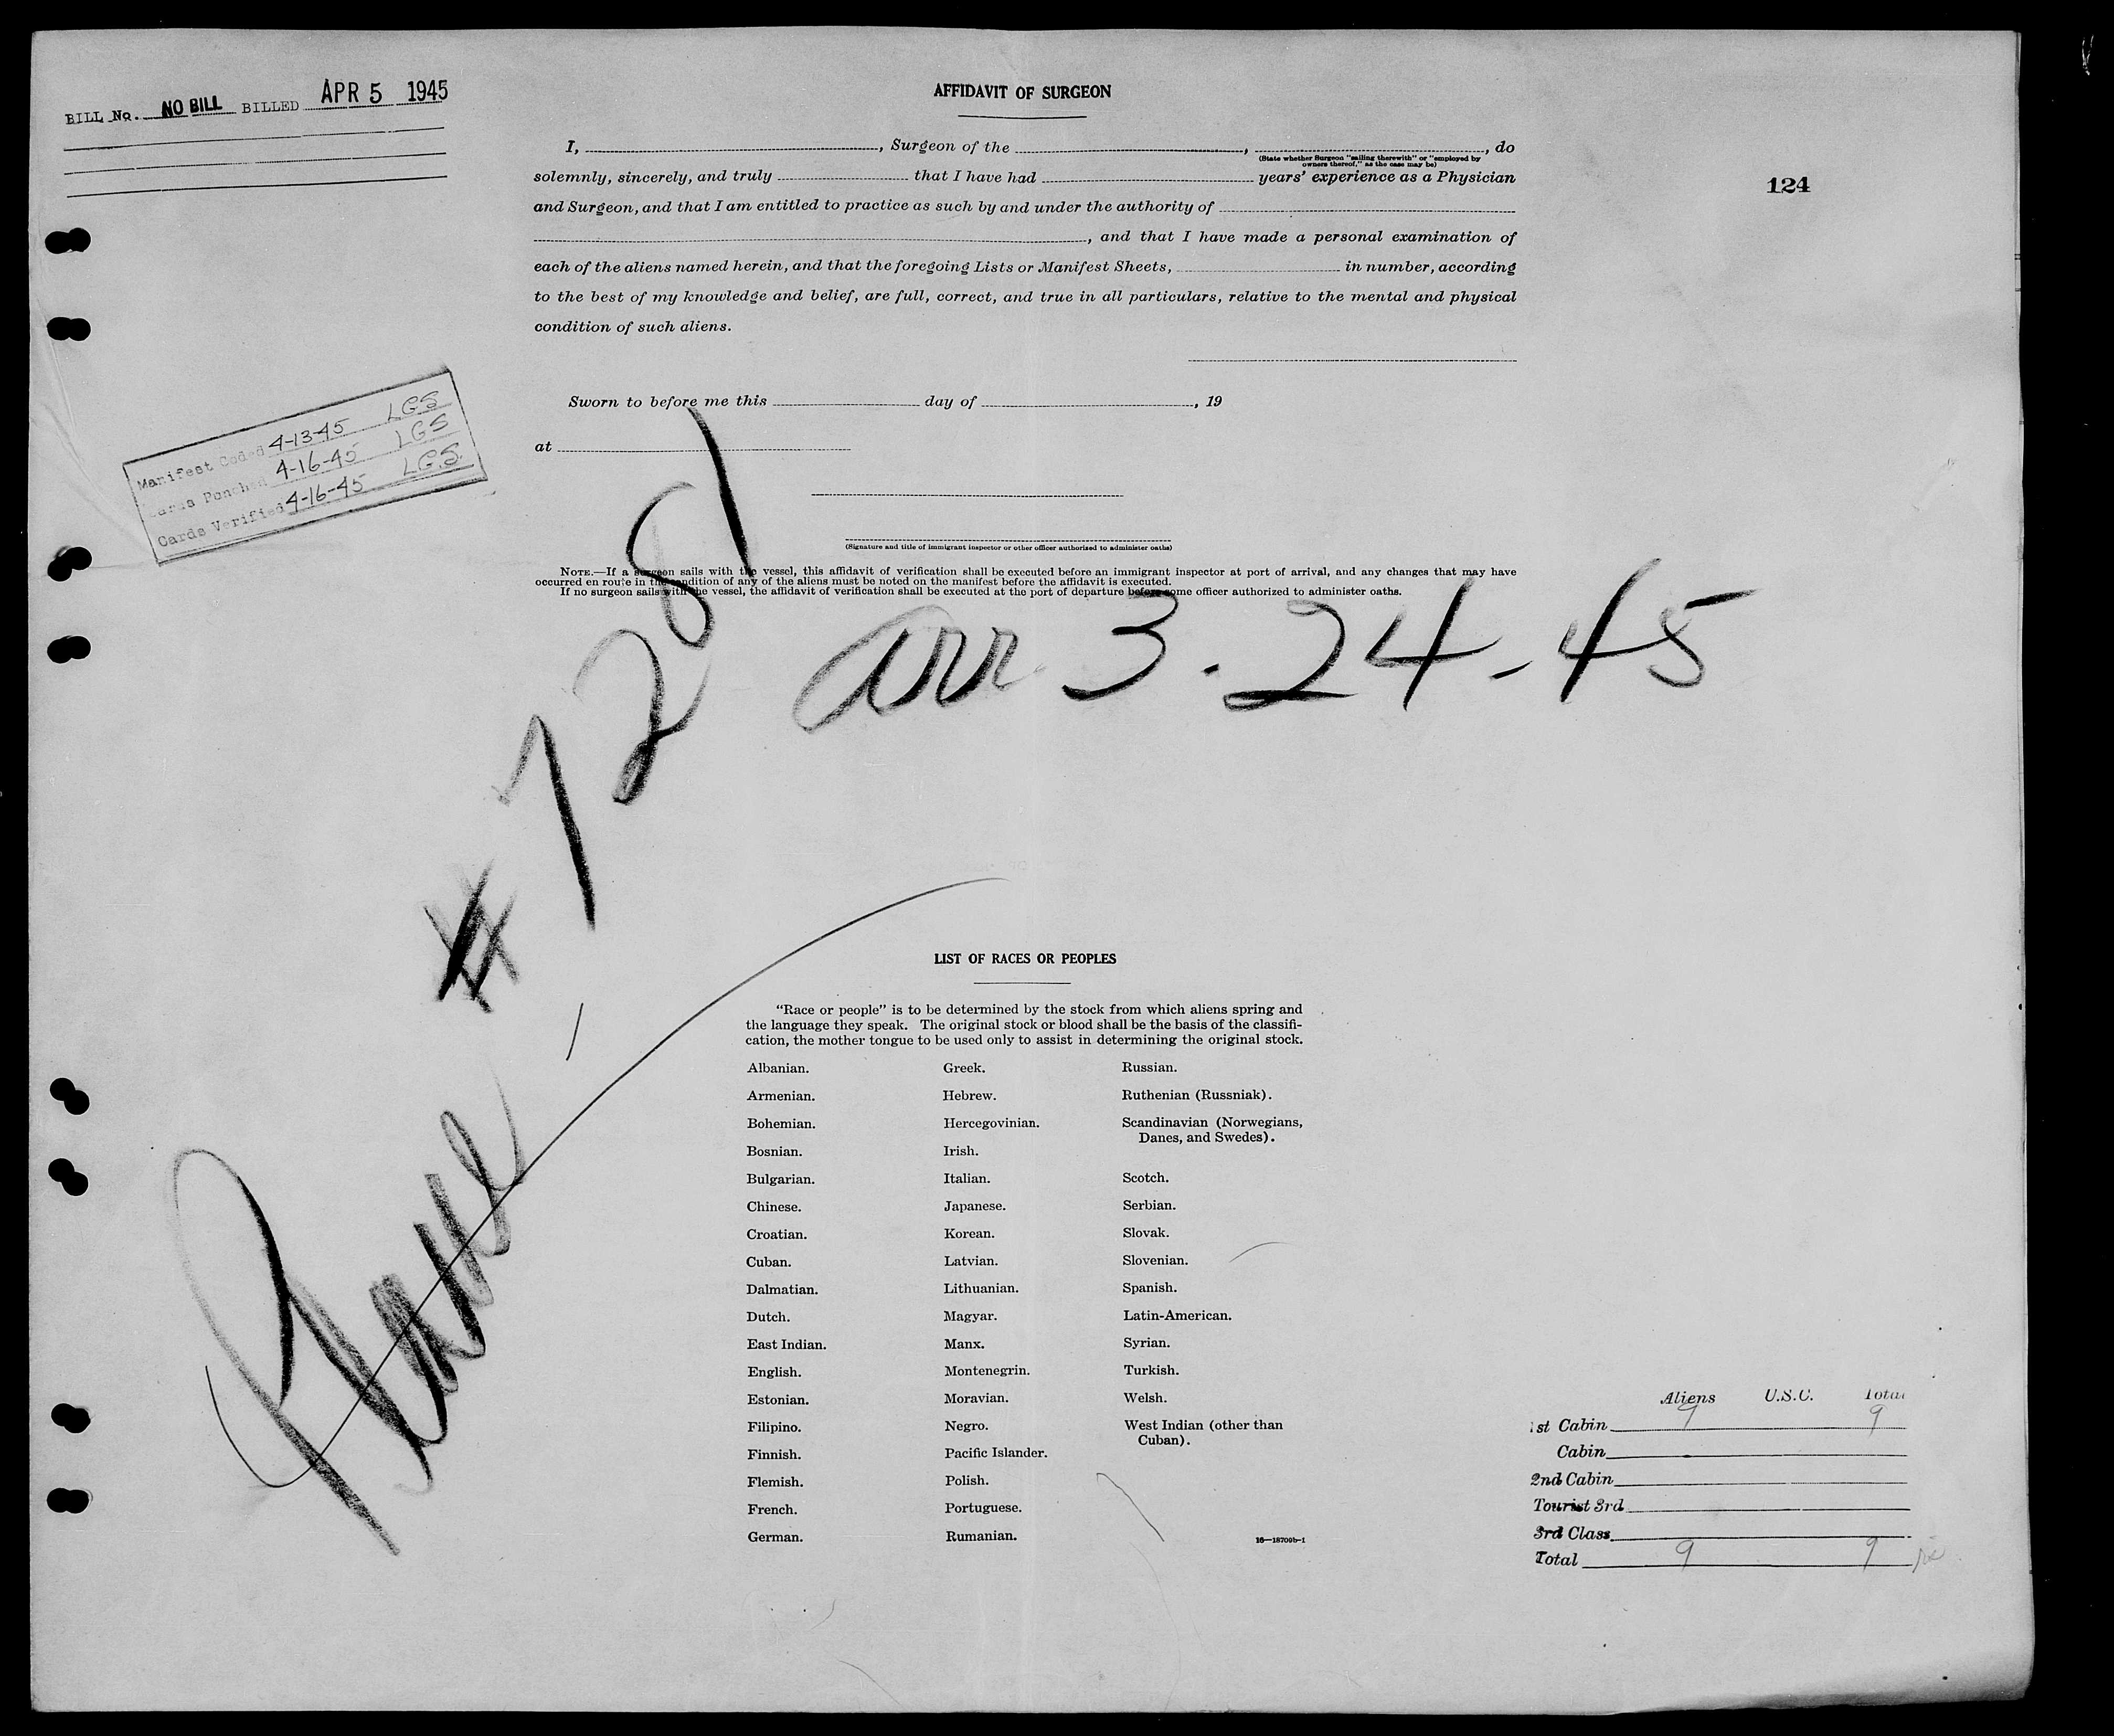 BILL No. NO BILL BILLED APR 5 1945
AFFIDAVIT OF SURGEON
124
I, , Surgeon of the , , do
(State whether Surgeon "sailing therewith" or "employed by
owners thereof," as the case may be)
solemnly, sincerely, and truly that I have had years' experience as a Physician
and Surgeon, and that I am entitled to practice as such by and under the authority of
, and that I have made a personal examination of
each of the aliens named herein, and that the foregoing Lists or Manifest Sheets, in number, according
to the best of my knowledge and belief, are full, correct, and true in all particulars, relative to the mental and physical
condition of such aliens.
Sworn to before me this day of , 19
at
Manifest Coded 4-13-45 LGS
Cards Punched 4-16-45 LGS
Cards Verified 4-16-45 L.G.S.
(Signature and title of immigrant inspector or other officer authorized to administer oaths)
NOTE.—If a surgeon sails with the vessel, this affidavit of verification shall be executed before an immigrant inspector at port of arrival, and any changes that may have
occurred en route in the condition of any of the aliens must be noted on the manifest before the affidavit is executed.
If no surgeon sails with the vessel, the affidavit of verification shall be executed at the port of departure before some officer authorized to administer oaths.
Plane - # 7281
arr 3-24-45
LIST OF RACES OR PEOPLES
"Race or people" is to be determined by the stock from which aliens spring and
the language they speak. The original stock or blood shall be the basis of the classifi-
cation, the mother tongue to be used only to assist in determining the original stock.
Albanian.
Armenian.
Bohemian.
Bosnian.
Bulgarian.
Chinese.
Croatian.
Cuban.
Dalmatian.
Dutch.
East Indian.
English.
Estonian.
Filipino.
Finnish.
Flemish.
French.
German.
Greek.
Hebrew.
Hercegovinian.
Irish.
Italian.
Japanese.
Korean.
Latvian.
Lithuanian.
Magyar.
Manx.
Montenegrin.
Moravian.
Negro.
Pacific Islander.
Polish.
Portuguese.
Rumanian.
Russian.
Ruthenian (Russniak).
Scandinavian (Norwegians,
Danes, and Swedes).
Scotch.
Serbian.
Slovak.
Slovenian.
Spanish.
Latin-American.
Syrian.
Turkish.
Welsh.
West Indian (other than
Cuban).
16—18709b-1
Aliens U.S.C. Total
1st Cabin 9 9
Cabin
2nd Cabin
Tourist 3rd
3rd Class
Total 9 9